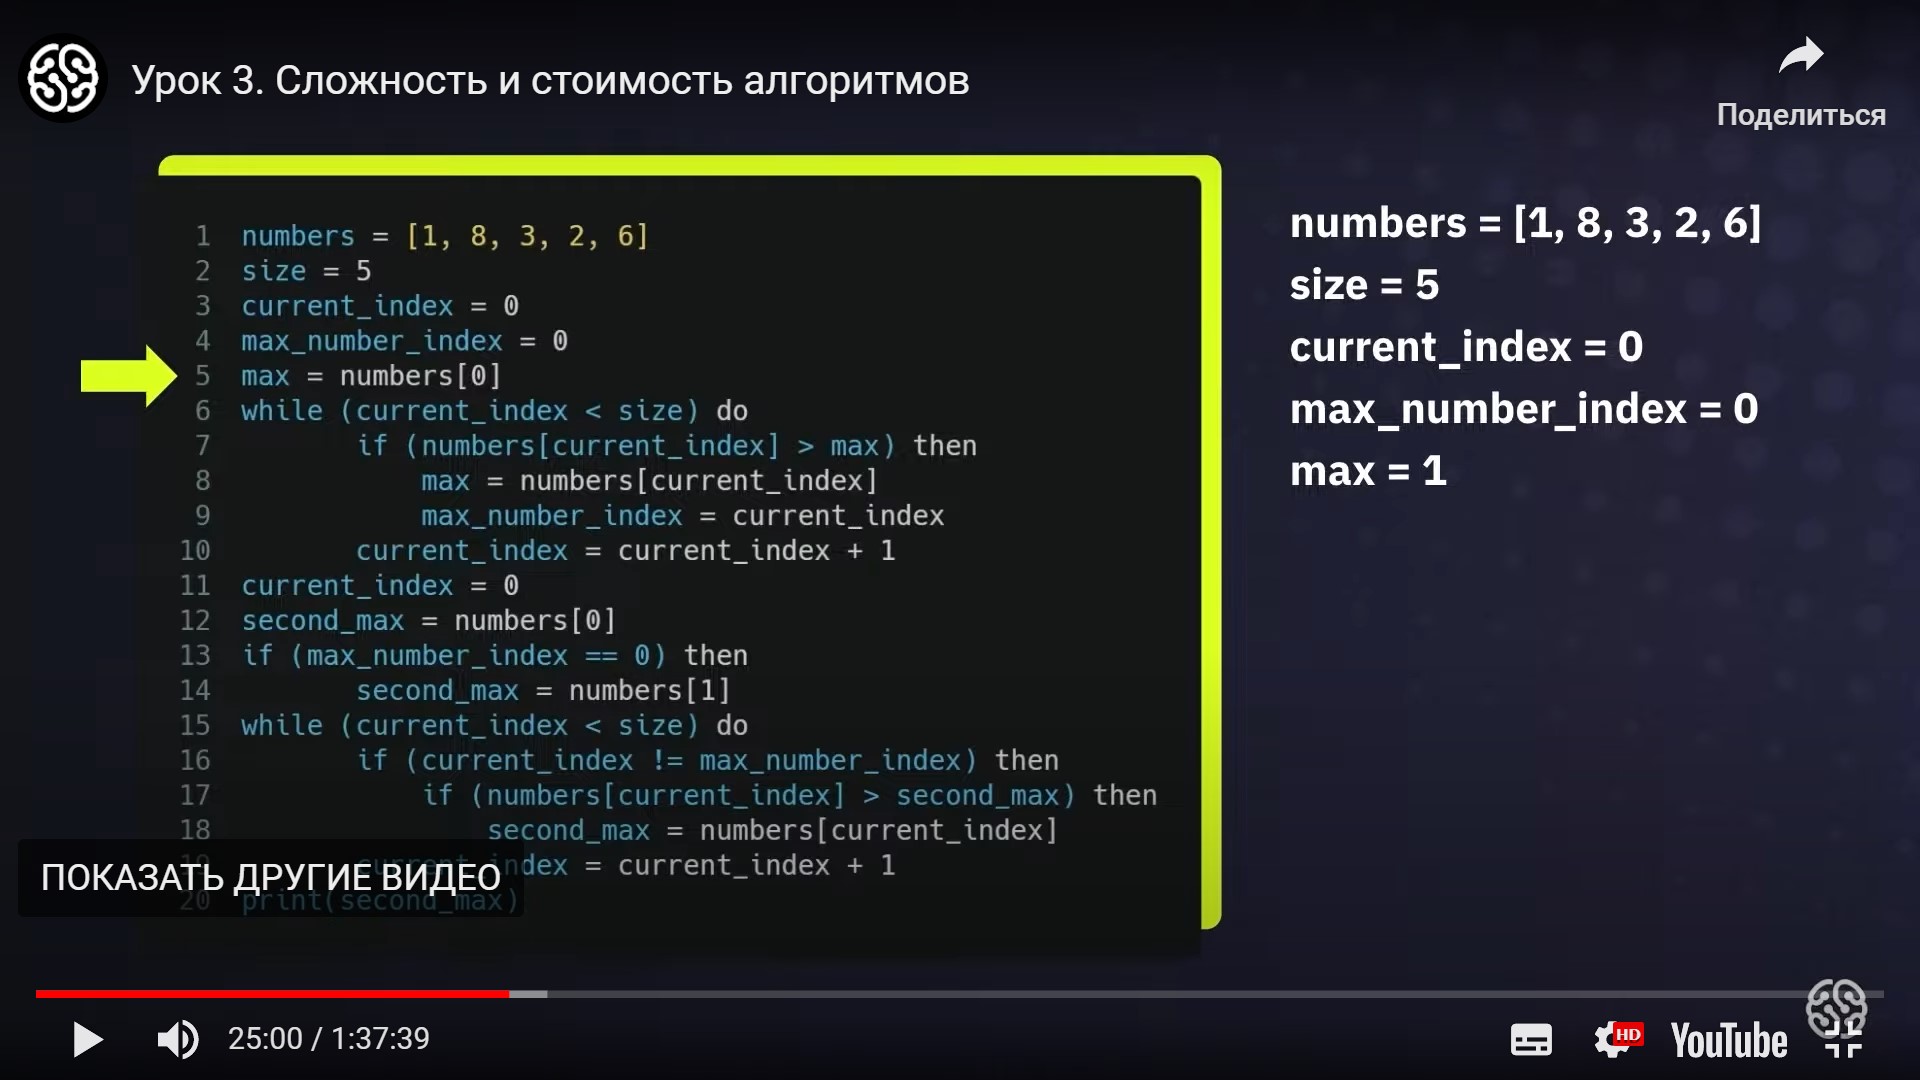 Урок 3. Сложность и стоимость алгоритмов
Поделиться
1 numbers = [1, 8, 3, 2, 6]
2 size = 5
3 current_index = 0
4 max_number_index = 0
5 max = numbers[0]
6 while (current_index < size) do
7 if (numbers[current_index] > max) then
8 max = numbers[current_index]
9 max_number_index = current_index
10 current_index = current_index + 1
11 current_index = 0
12 second_max = numbers[0]
13 if (max_number_index == 0) then
14 second_max = numbers[1]
15 while (current_index < size) do
16 if (current_index != max_number_index) then
17 if (numbers[current_index] > second_max) then
18 second_max = numbers[current_index]
19 current_index = current_index + 1
20 print(second_max)
numbers = [1, 8, 3, 2, 6]
size = 5
current_index = 0
max_number_index = 0
max = 1
ПОКАЗАТЬ ДРУГИЕ ВИДЕО
25:00 / 1:37:39
HD
YouTube